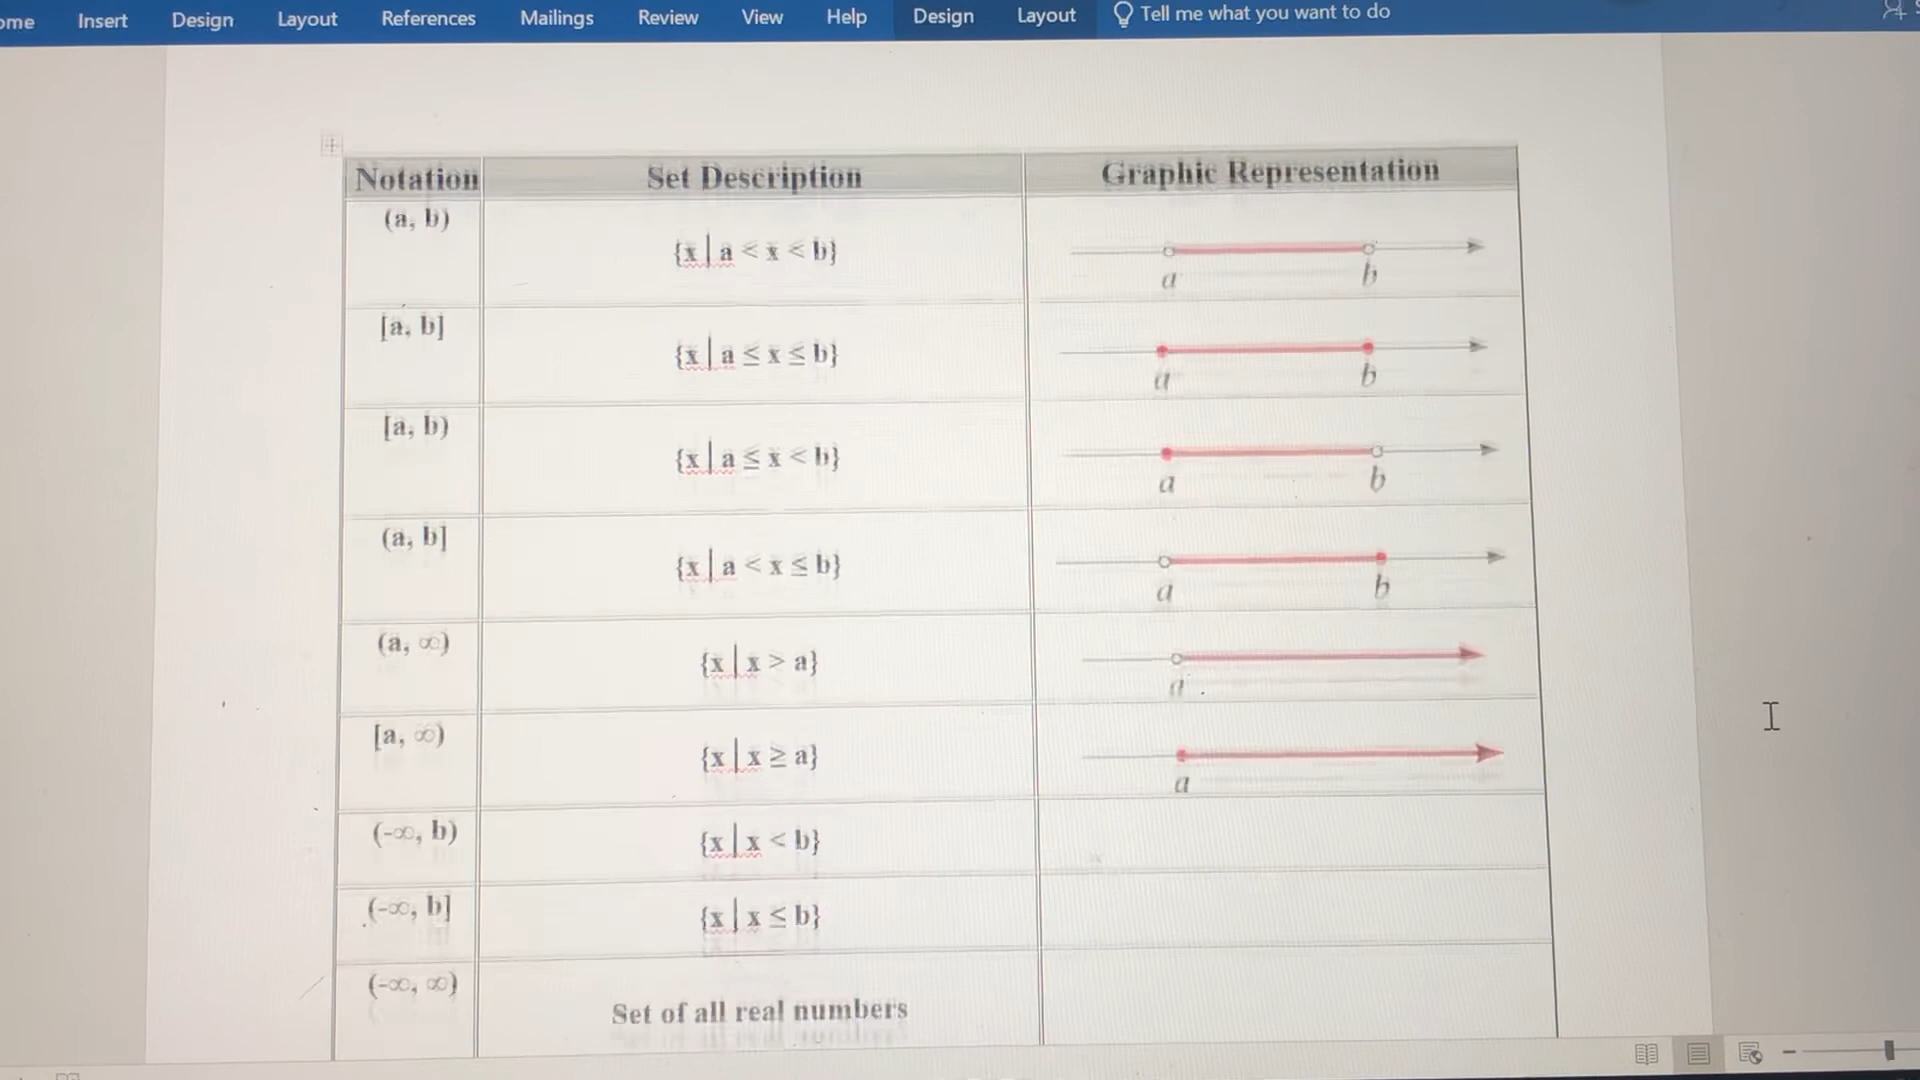 ome Insert Design Layout References Mailings Review View Help Design Layout Tell me what you want to do
Notation Set Description Graphic Representation
(a, b) {x | a < x < b}
a b
[a, b] {x | a ≤ x ≤ b}
a b
[a, b) {x | a ≤ x < b}
a b
(a, b] {x | a < x ≤ b}
a b
(a, ∞) {x | x > a}
a
[a, ∞) {x | x ≥ a}
a
(-∞, b) {x | x < b}
(-∞, b] {x | x ≤ b}
(-∞, ∞) Set of all real numbers